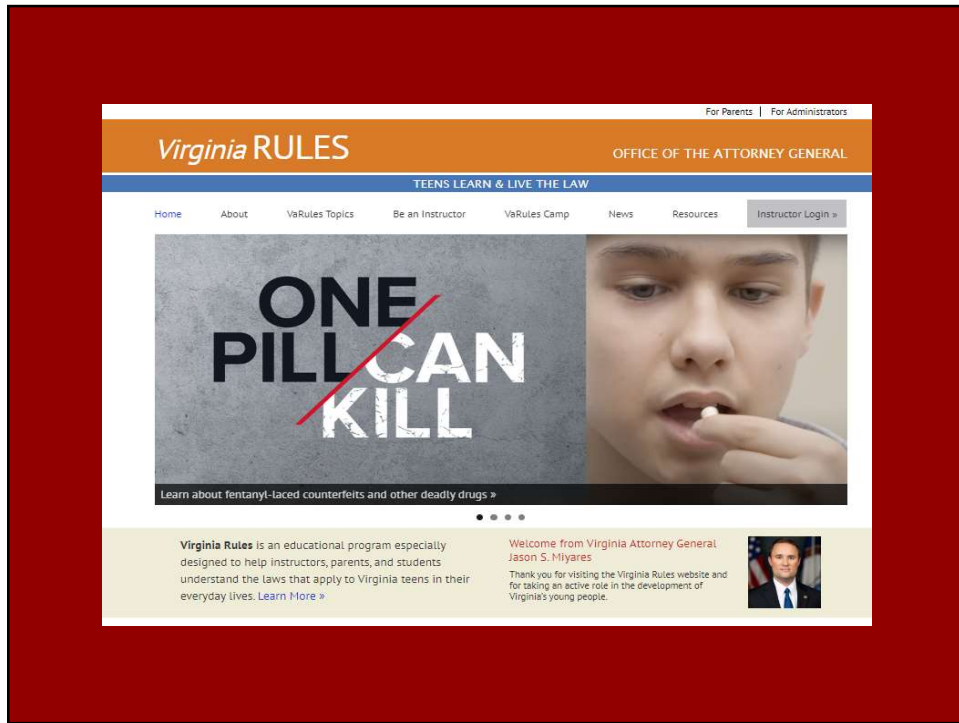 For Parents | For Administrators
Virginia RULES
OFFICE OF THE ATTORNEY GENERAL
TEENS LEARN & LIVE THE LAW
Home About VaRules Topics Be an Instructor VaRules Camp News Resources Instructor Login »
ONE
PILL CAN
KILL
Learn about fentanyl-laced counterfeits and other deadly drugs »
Virginia Rules is an educational program especially
designed to help instructors, parents, and students
understand the laws that apply to Virginia teens in their
everyday lives. Learn More »
Welcome from Virginia Attorney General
Jason S. Miyares
Thank you for visiting the Virginia Rules website and
for taking an active role in the development of
Virginia's young people.